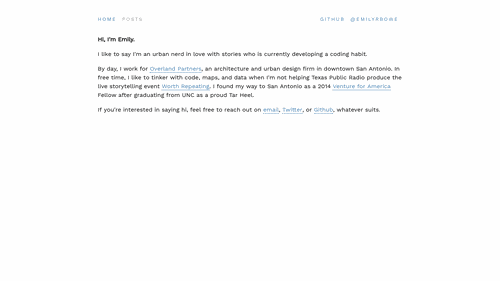 HOME POSTS GITHUB @EMILYRBOWE
Hi, I'm Emily.
I like to say I'm an urban nerd in love with stories who is currently developing a coding habit.
By day, I work for Overland Partners, an architecture and urban design firm in downtown San Antonio. In
free time, I like to tinker with code, maps, and data when I'm not helping Texas Public Radio produce the
live storytelling event Worth Repeating. I found my way to San Antonio as a 2014 Venture for America
Fellow after graduating from UNC as a proud Tar Heel.
If you're interested in saying hi, feel free to reach out on email, Twitter, or Github, whatever suits.